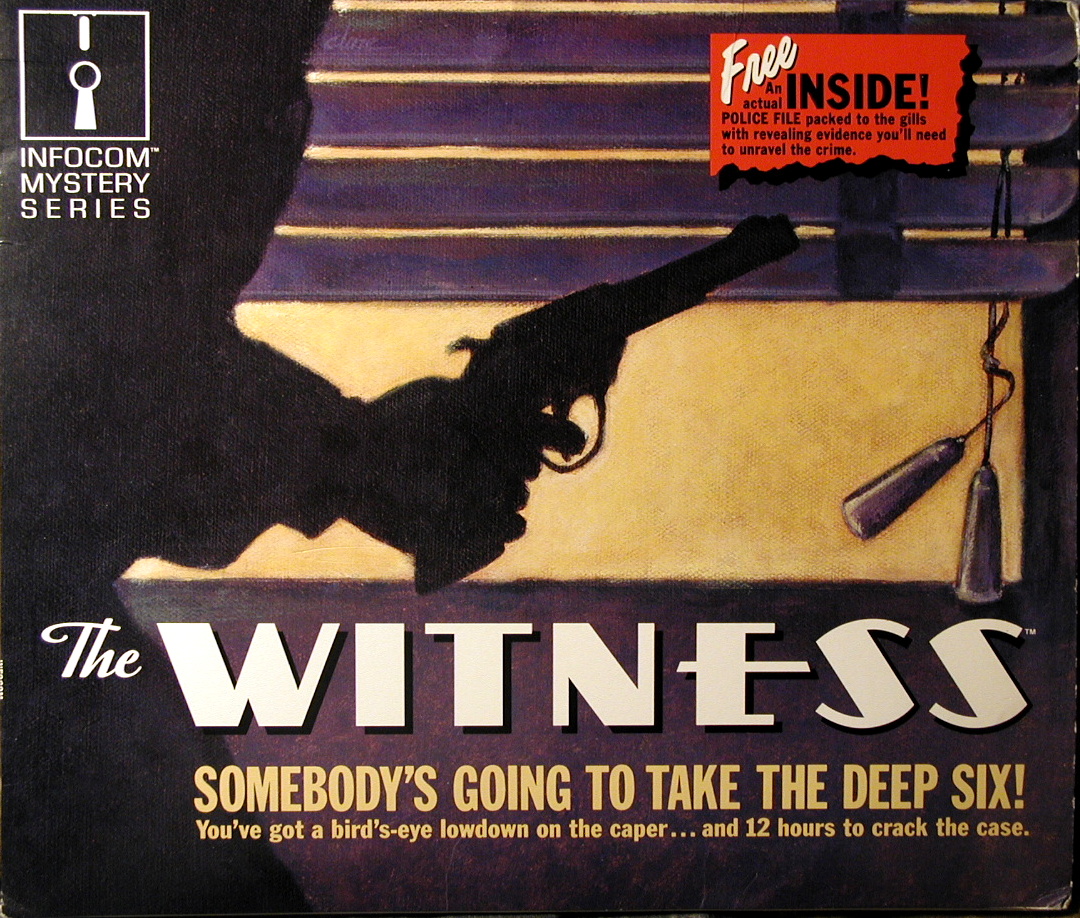 INFOCOM™
MYSTERY
SERIES
Free
An
actual INSIDE!
POLICE FILE packed to the gills
with revealing evidence you'll need
to unravel the crime.
The WITNESS™
SOMEBODY'S GOING TO TAKE THE DEEP SIX!
You've got a bird's-eye lowdown on the caper... and 12 hours to crack the case.